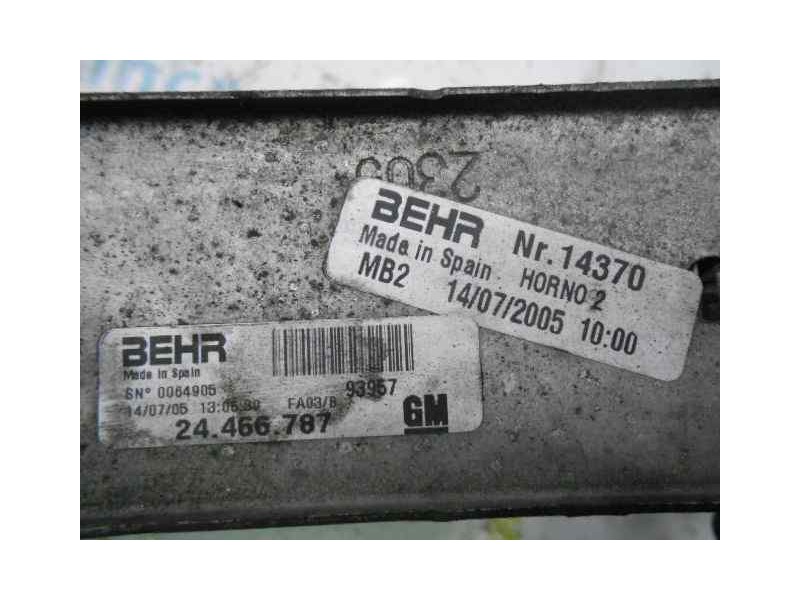 2305
BEHR Nr.14370
Made in Spain HORNO 2
MB2 14/07/2005 10:00
BEHR
Made in Spain
SN° 0064905 93957
14/07/05 13:05:30 FA03/B
24.466.787 GM